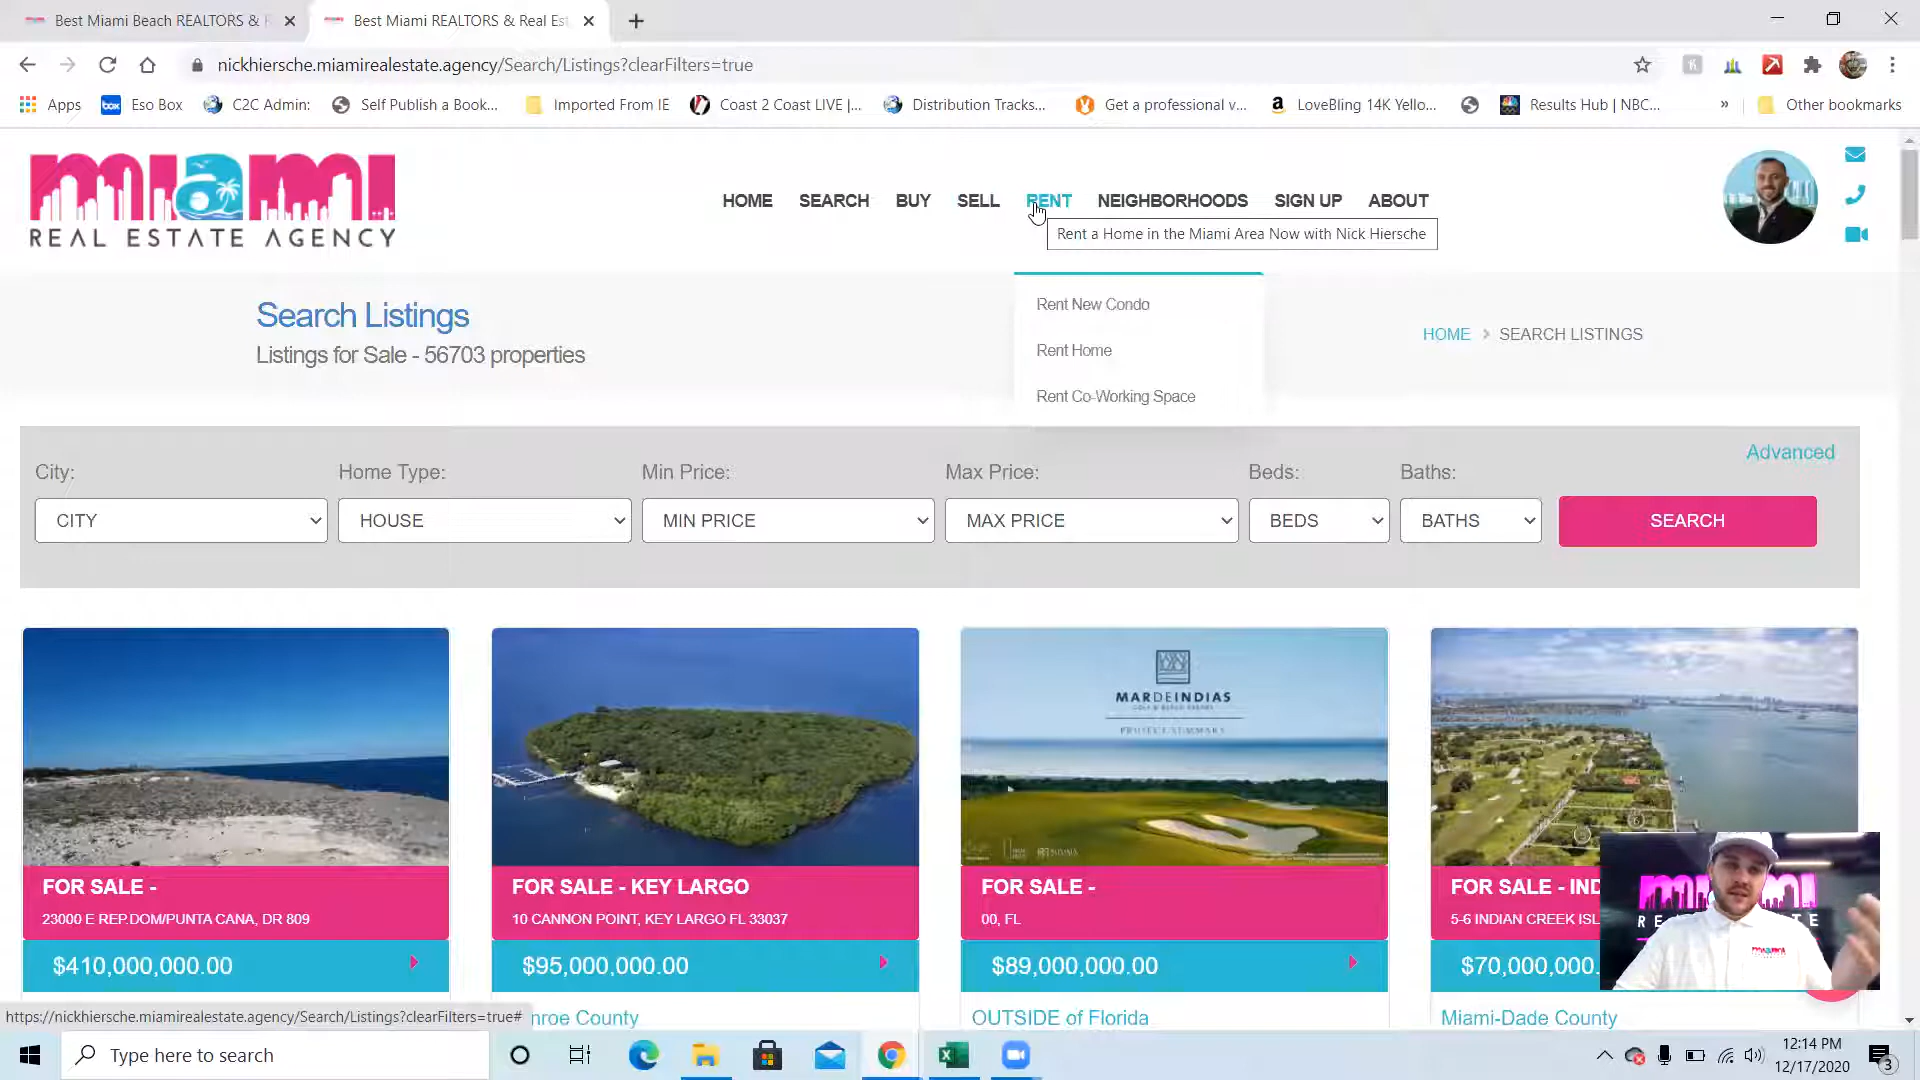 Best Miami Beach REALTORS & R
Best Miami REALTORS & Real Est
nickhiersche.miamirealestate.agency/Search/Listings?clearFilters=true
Apps
box
Eso Box
C2C Admin:
Self Publish a Book...
Imported From IE
Coast 2 Coast LIVE |...
Distribution Tracks...
Get a professional v...
LoveBling 14K Yello...
Results Hub | NBC...
»
Other bookmarks
miami
REAL ESTATE AGENCY
HOME
SEARCH
BUY
SELL
RENT
NEIGHBORHOODS
SIGN UP
ABOUT
Rent a Home in the Miami Area Now with Nick Hiersche
Rent New Condo
Rent Home
Rent Co-Working Space
Search Listings
Listings for Sale - 56703 properties
HOME > SEARCH LISTINGS
Advanced
City:
Home Type:
Min Price:
Max Price:
Beds:
Baths:
CITY
HOUSE
MIN PRICE
MAX PRICE
BEDS
BATHS
SEARCH
MARDEINDIAS
GOLF & BEACH RESORT
PROJECT SUMMARY
FOR SALE -
23000 E REP.DOM/PUNTA CANA, DR 809
$410,000,000.00
FOR SALE - KEY LARGO
10 CANNON POINT, KEY LARGO FL 33037
$95,000,000.00
FOR SALE -
00, FL
$89,000,000.00
FOR SALE - IND
5-6 INDIAN CREEK ISL
$70,000,000.
nroe County
OUTSIDE of Florida
Miami-Dade County
https://nickhiersche.miamirealestate.agency/Search/Listings?clearFilters=true#
Type here to search
12:14 PM
12/17/2020
3